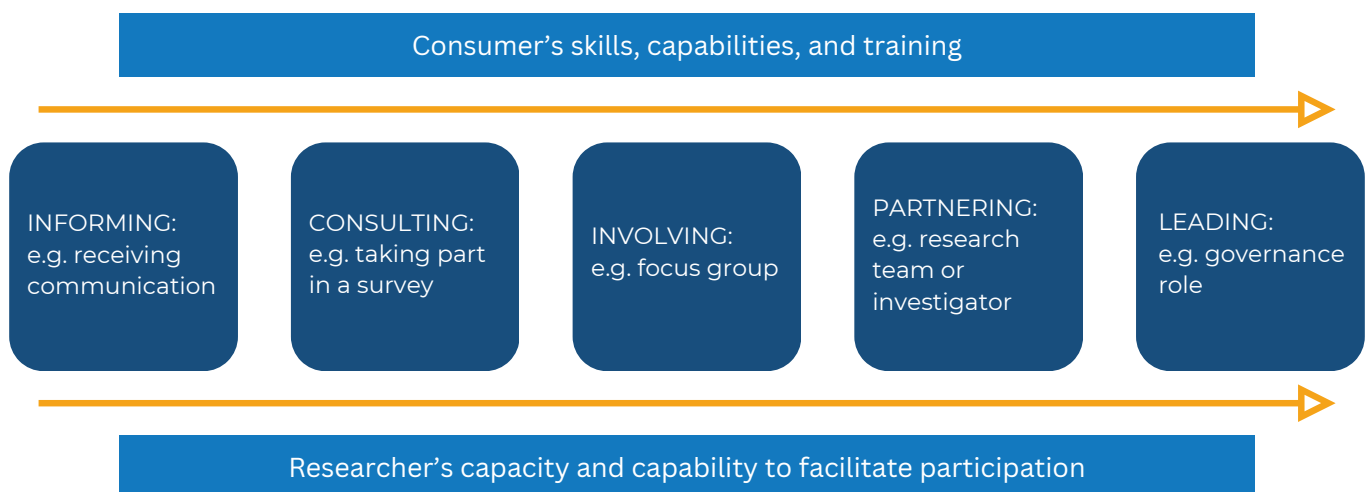 Consumer’s skills, capabilities, and training
INFORMING:
e.g. receiving
communication
CONSULTING:
e.g. taking part
in a survey
INVOLVING:
e.g. focus group
PARTNERING:
e.g. research
team or
investigator
LEADING:
e.g. governance
role
Researcher’s capacity and capability to facilitate participation